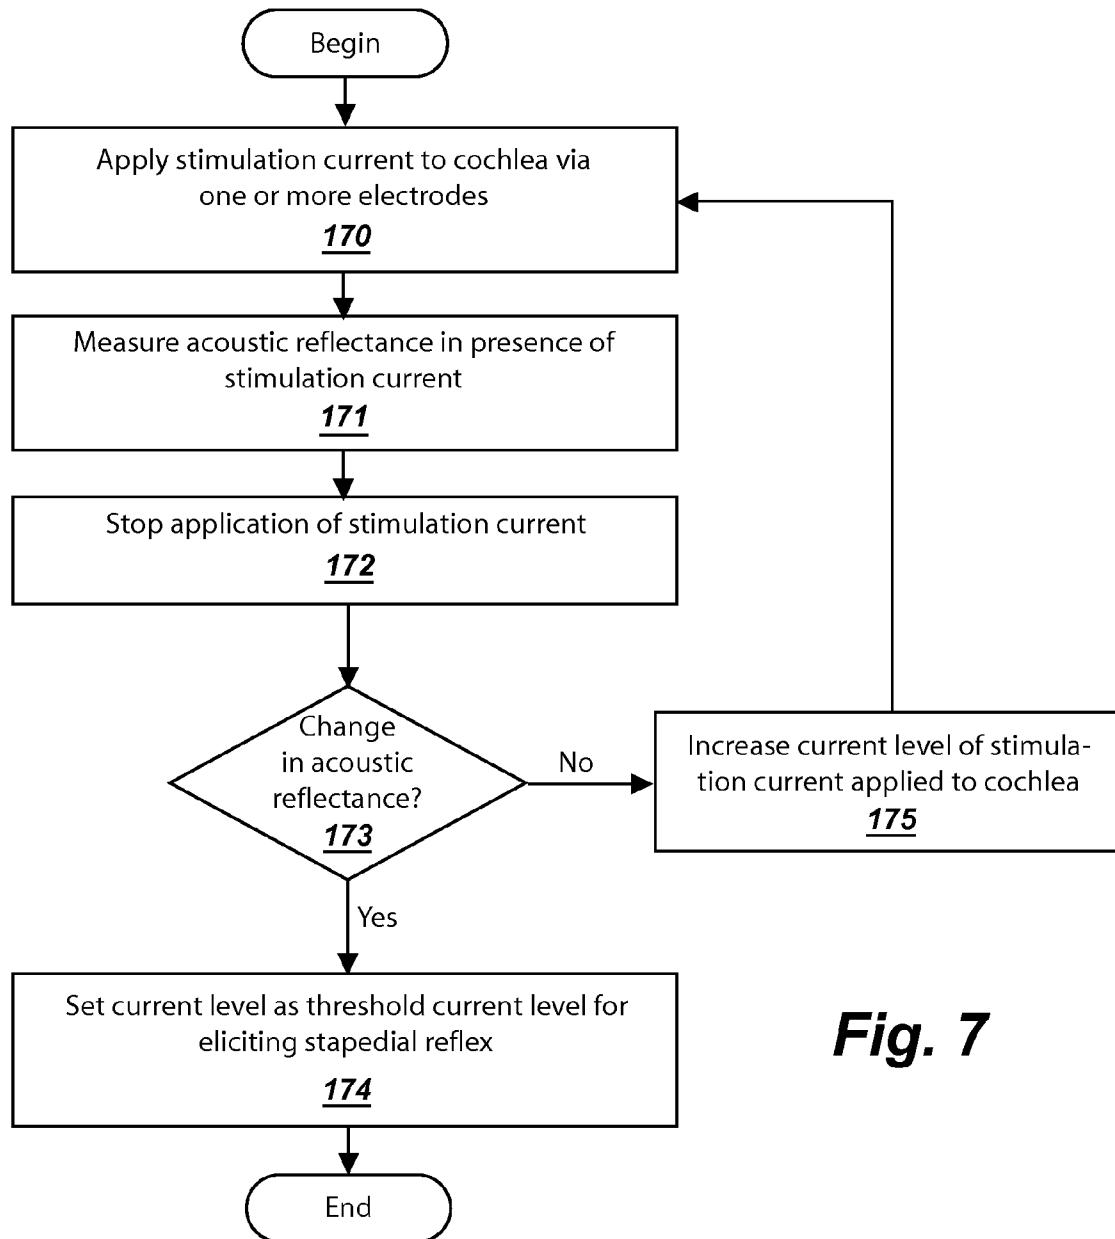 Begin
Apply stimulation current to cochlea via
one or more electrodes
170
Measure acoustic reflectance in presence of
stimulation current
171
Stop application of stimulation current
172
Change
in acoustic
reflectance?
173
No
Increase current level of stimula-
tion current applied to cochlea
175
Yes
Set current level as threshold current level for
eliciting stapedial reflex
174
End
Fig. 7